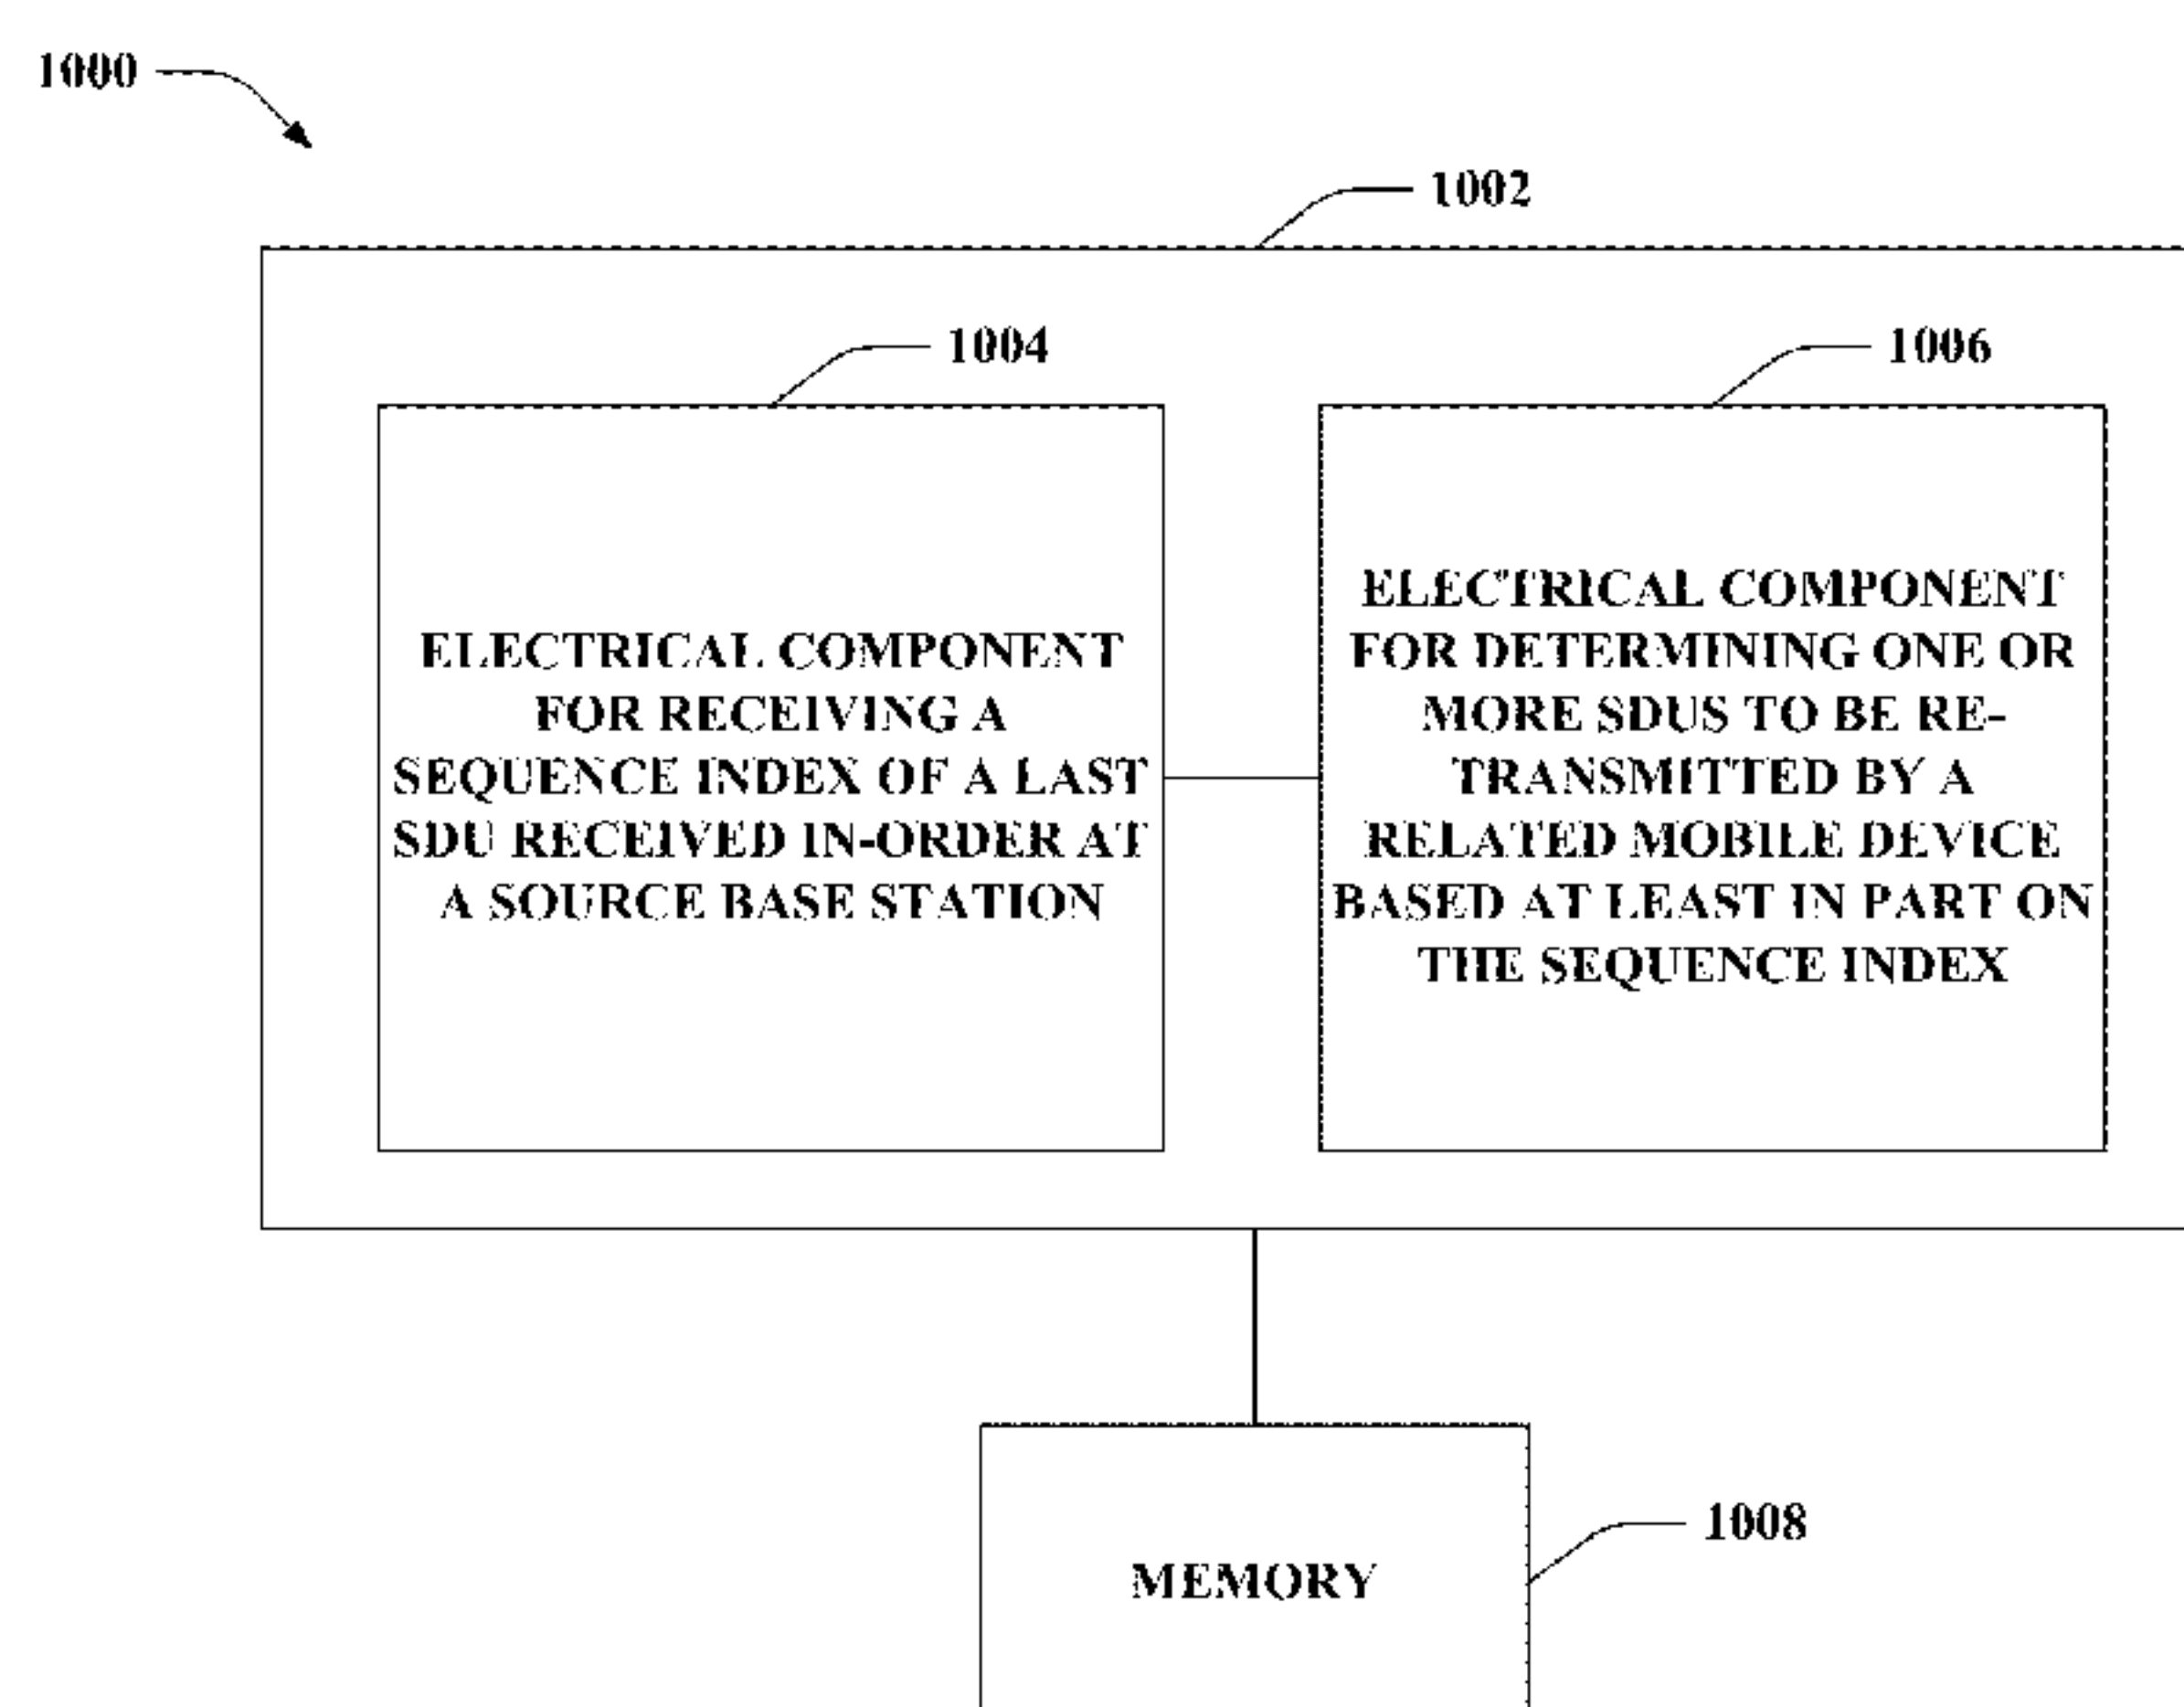 1000
1002
1004
1006
ELECTRICAL COMPONENT
FOR RECEIVING A
SEQUENCE INDEX OF A LAST
SDU RECEIVED IN-ORDER AT
A SOURCE BASE STATION
ELECTRICAL COMPONENT
FOR DETERMINING ONE OR
MORE SDUS TO BE RE-
TRANSMITTED BY A
RELATED MOBILE DEVICE
BASED AT LEAST IN PART ON
THE SEQUENCE INDEX
1008
MEMORY